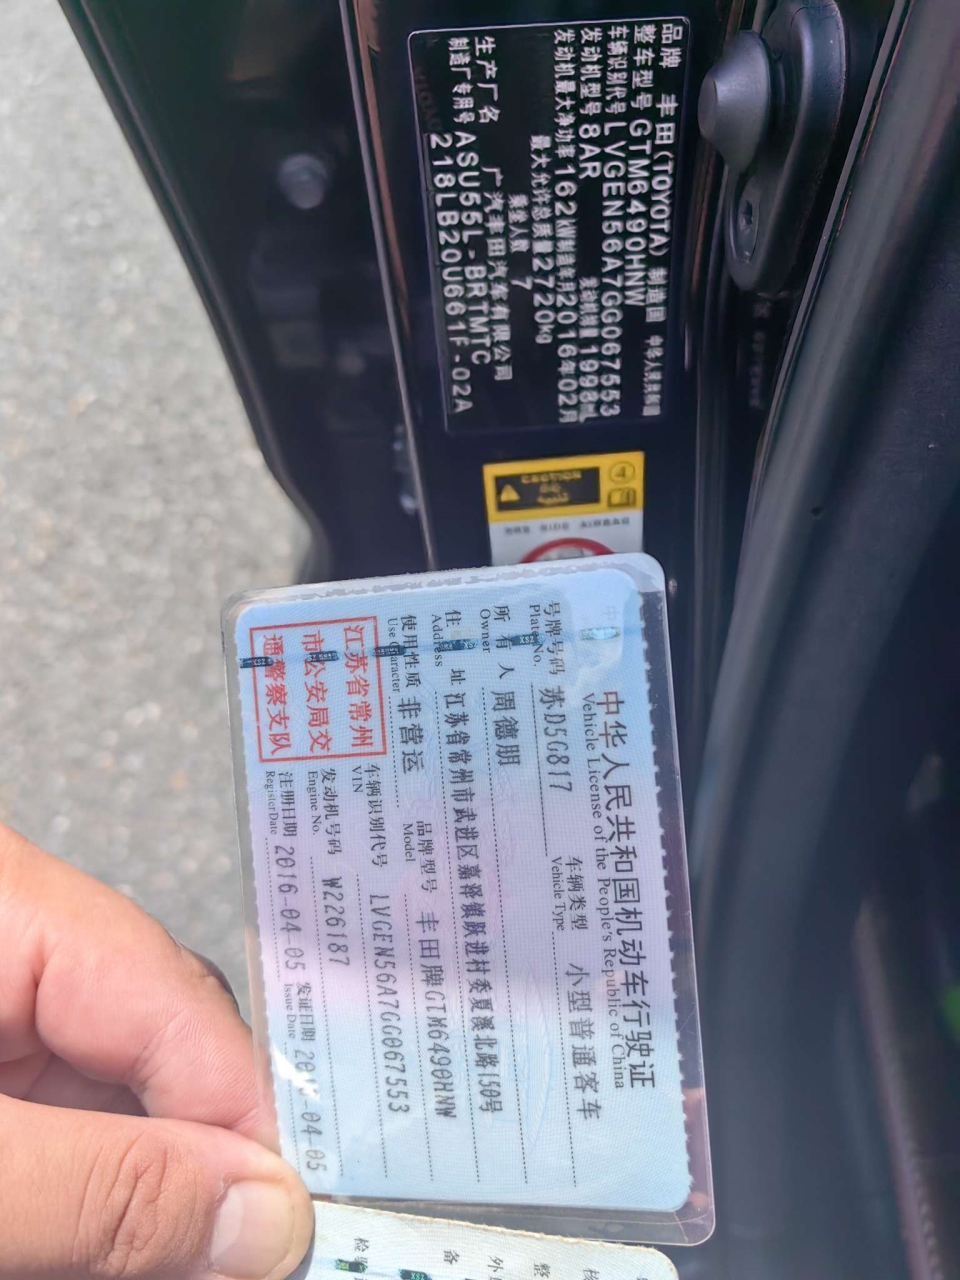 品牌 丰田(TOYOTA) 制造国 中华人民共和国
整车型号 GTM6490HNW
车辆识别代号 LVGEN56A7GG067553
发动机型号 8AR 发动机排量 1998mL
发动机最大净功率 162kW 制造年月 2016年02月
最大允许总质量 2720kg
乘坐人数 7
生产厂名 广汽丰田汽车有限公司
制造厂专用号 ASU55L-BRTMTC
218LB20U661F-02A
CAUTION
中华人民共和国机动车行驶证
Vehicle License of the People's Republic of China
号牌号码 苏D5G817 车辆类型 小型普通客车
Plate No. Vehicle Type
所有人 周德朋
Owner
住址 江苏省常州市武进区嘉泽镇跃进村委夏溪北路150号
Address
使用性质 非营运 品牌型号 丰田牌GTM6490HNW
Use Character Model
江苏省常州
市公安局交
通警察支队
车辆识别代号 LVGEN56A7GG067553
VIN
发动机号码 W226187
Engine No.
注册日期 2016-04-05 发证日期 04-05
Register Date Issue Date
检验
备
外
整
核